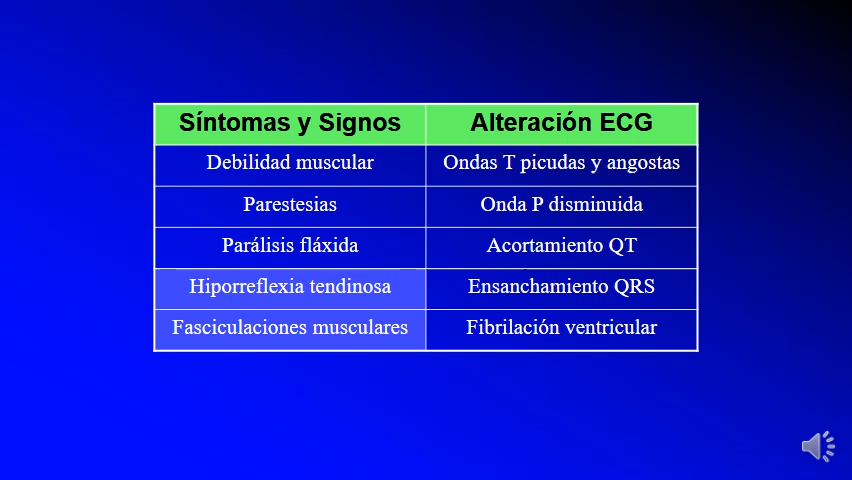 Síntomas y Signos Alteración ECG
Debilidad muscular Ondas T picudas y angostas
Parestesias Onda P disminuida
Parálisis fláxida Acortamiento QT
Hiporreflexia tendinosa Ensanchamiento QRS
Fasciculaciones musculares Fibrilación ventricular